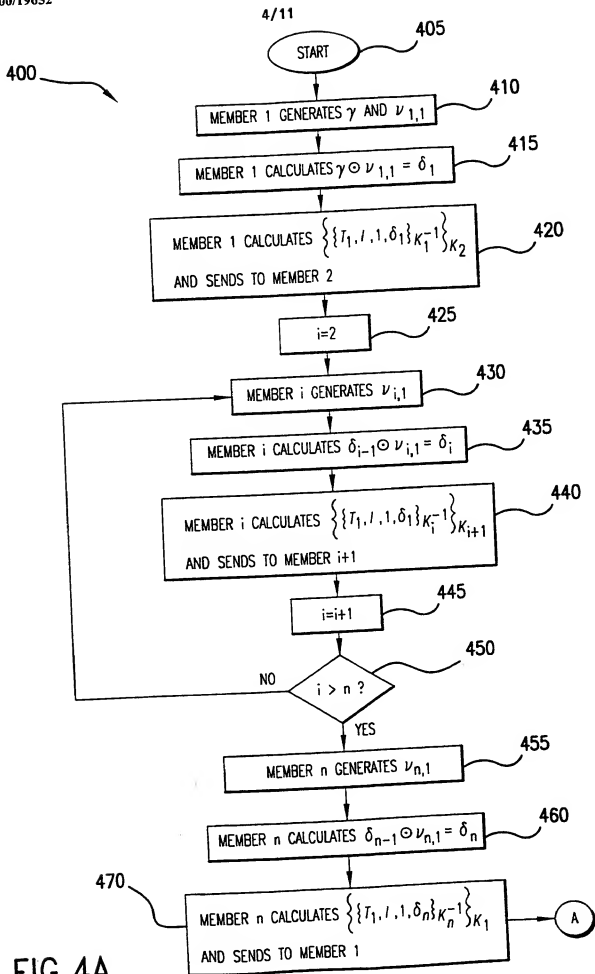 4/11
400
START
405
MEMBER 1 GENERATES γ AND ν1,1
410
MEMBER 1 CALCULATES γ ⊙ ν1,1 = δ1
415
MEMBER 1 CALCULATES {{T1, I, 1, δ1}K1^-1}K2
AND SENDS TO MEMBER 2
420
i=2
425
MEMBER i GENERATES νi,1
430
MEMBER i CALCULATES δi-1 ⊙ νi,1 = δi
435
MEMBER i CALCULATES {{T1, I, 1, δ1}Ki^-1}Ki+1
AND SENDS TO MEMBER i+1
440
i=i+1
445
i > n ?
450
NO
YES
MEMBER n GENERATES νn,1
455
MEMBER n CALCULATES δn-1 ⊙ νn,1 = δn
460
470
MEMBER n CALCULATES {{T1, I, 1, δn}Kn^-1}K1
AND SENDS TO MEMBER 1
A
FIG. 4A